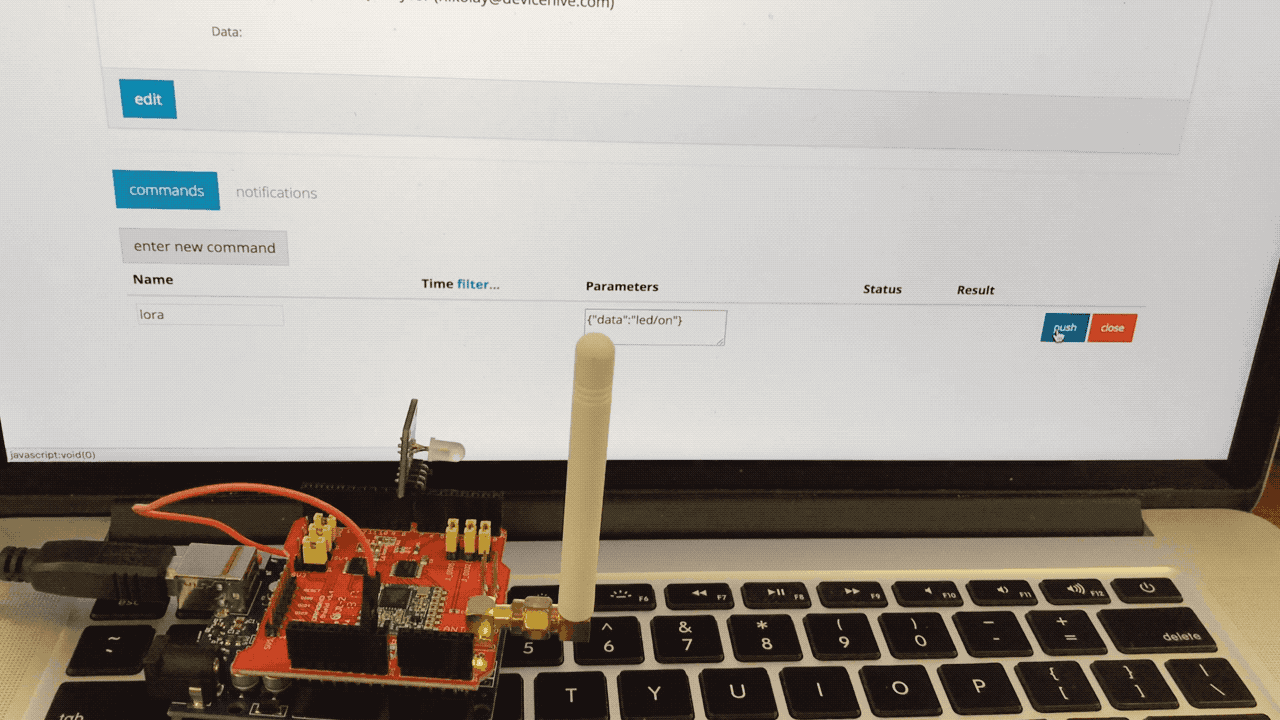 (nikolay@devicehive.com)
Data:
edit
commands notifications
enter new command
Name Time filter... Parameters Status Result
lora {"data":"led/on"} push close
javascript:void(0)
esc F6 F7 F8 F9 F10 F11 F12
~ 5 ^ 6 & 7 * 8 ( 9 ) 0 _ - + = delete
tab T Y U I O P { [ } ] | \